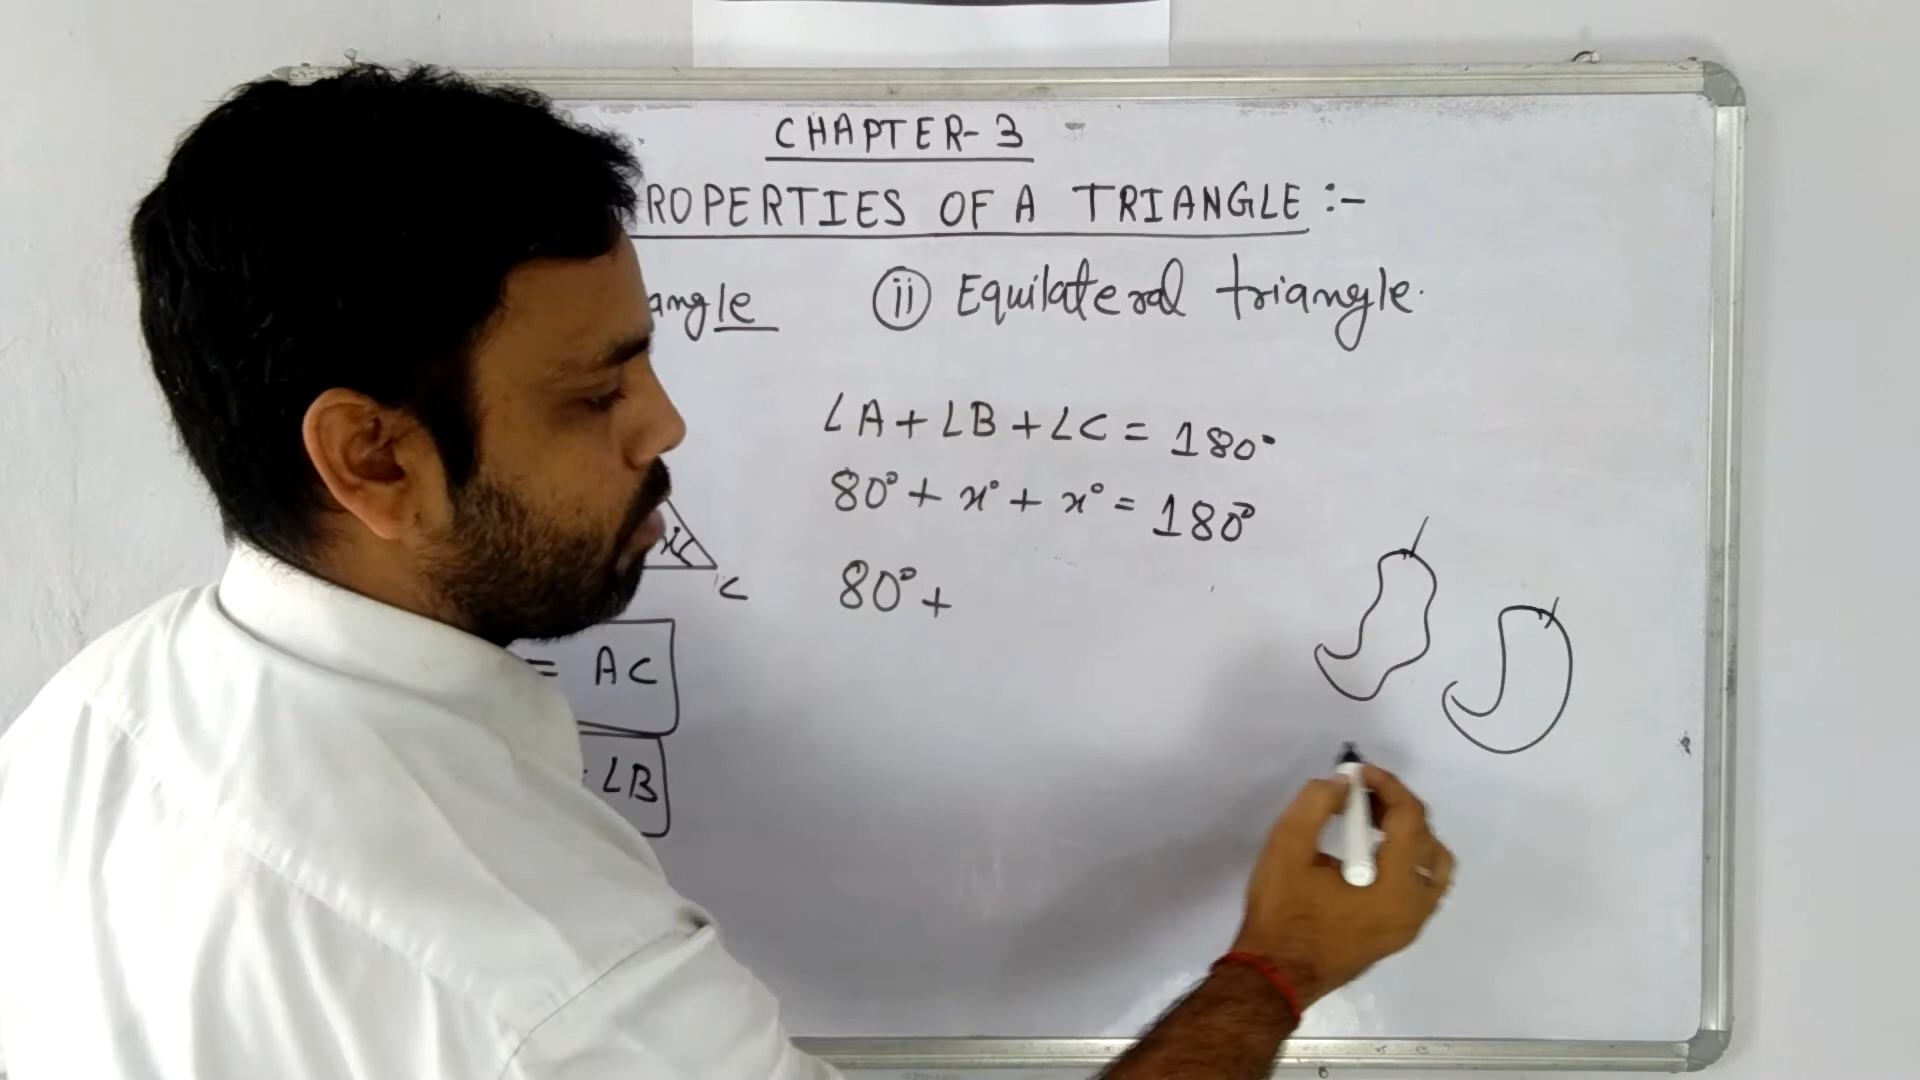 CHAPTER-3
ROPERTIES OF A TRIANGLE :-
angle
(ii) Equilateral triangle.
∠A + ∠B + ∠C = 180°
80° + x° + x° = 180°
80° +
x
C
= AC
∠B